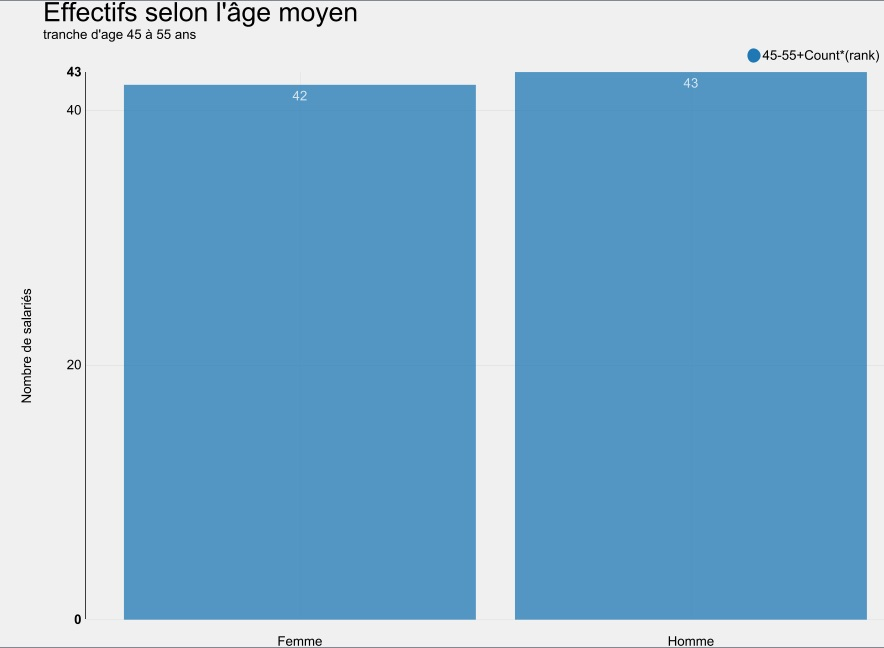 Effectifs selon l'âge moyen
tranche d'age 45 à 55 ans
45-55+Count*(rank)
43
40
20
0
Nombre de salariés
42
43
Femme
Homme